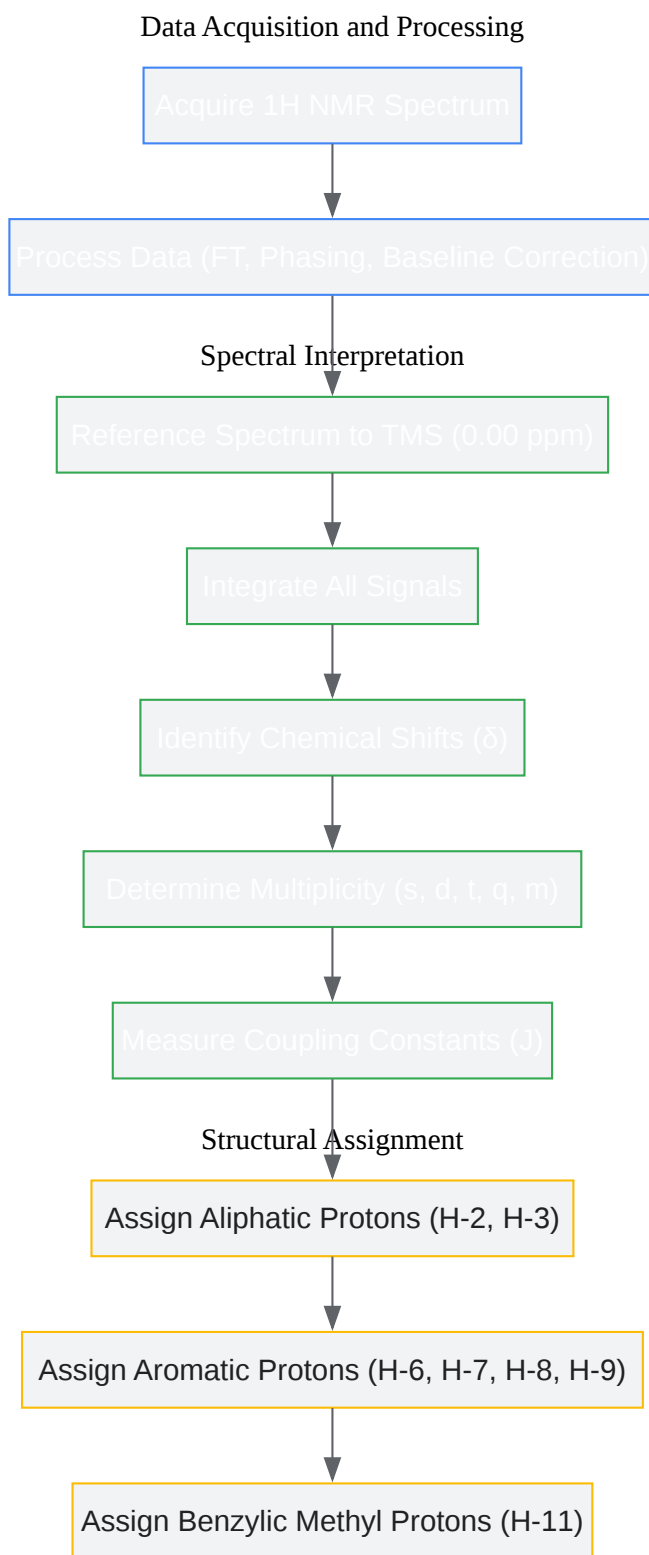 Data Acquisition and Processing
Acquire 1H NMR Spectrum
Process Data (FT, Phasing, Baseline Correction)
Spectral Interpretation
Reference Spectrum to TMS (0.00 ppm)
Integrate All Signals
Identify Chemical Shifts (δ)
Determine Multiplicity (s, d, t, q, m)
Measure Coupling Constants (J)
Structural Assignment
Assign Aliphatic Protons (H-2, H-3)
Assign Aromatic Protons (H-6, H-7, H-8, H-9)
Assign Benzylic Methyl Protons (H-11)